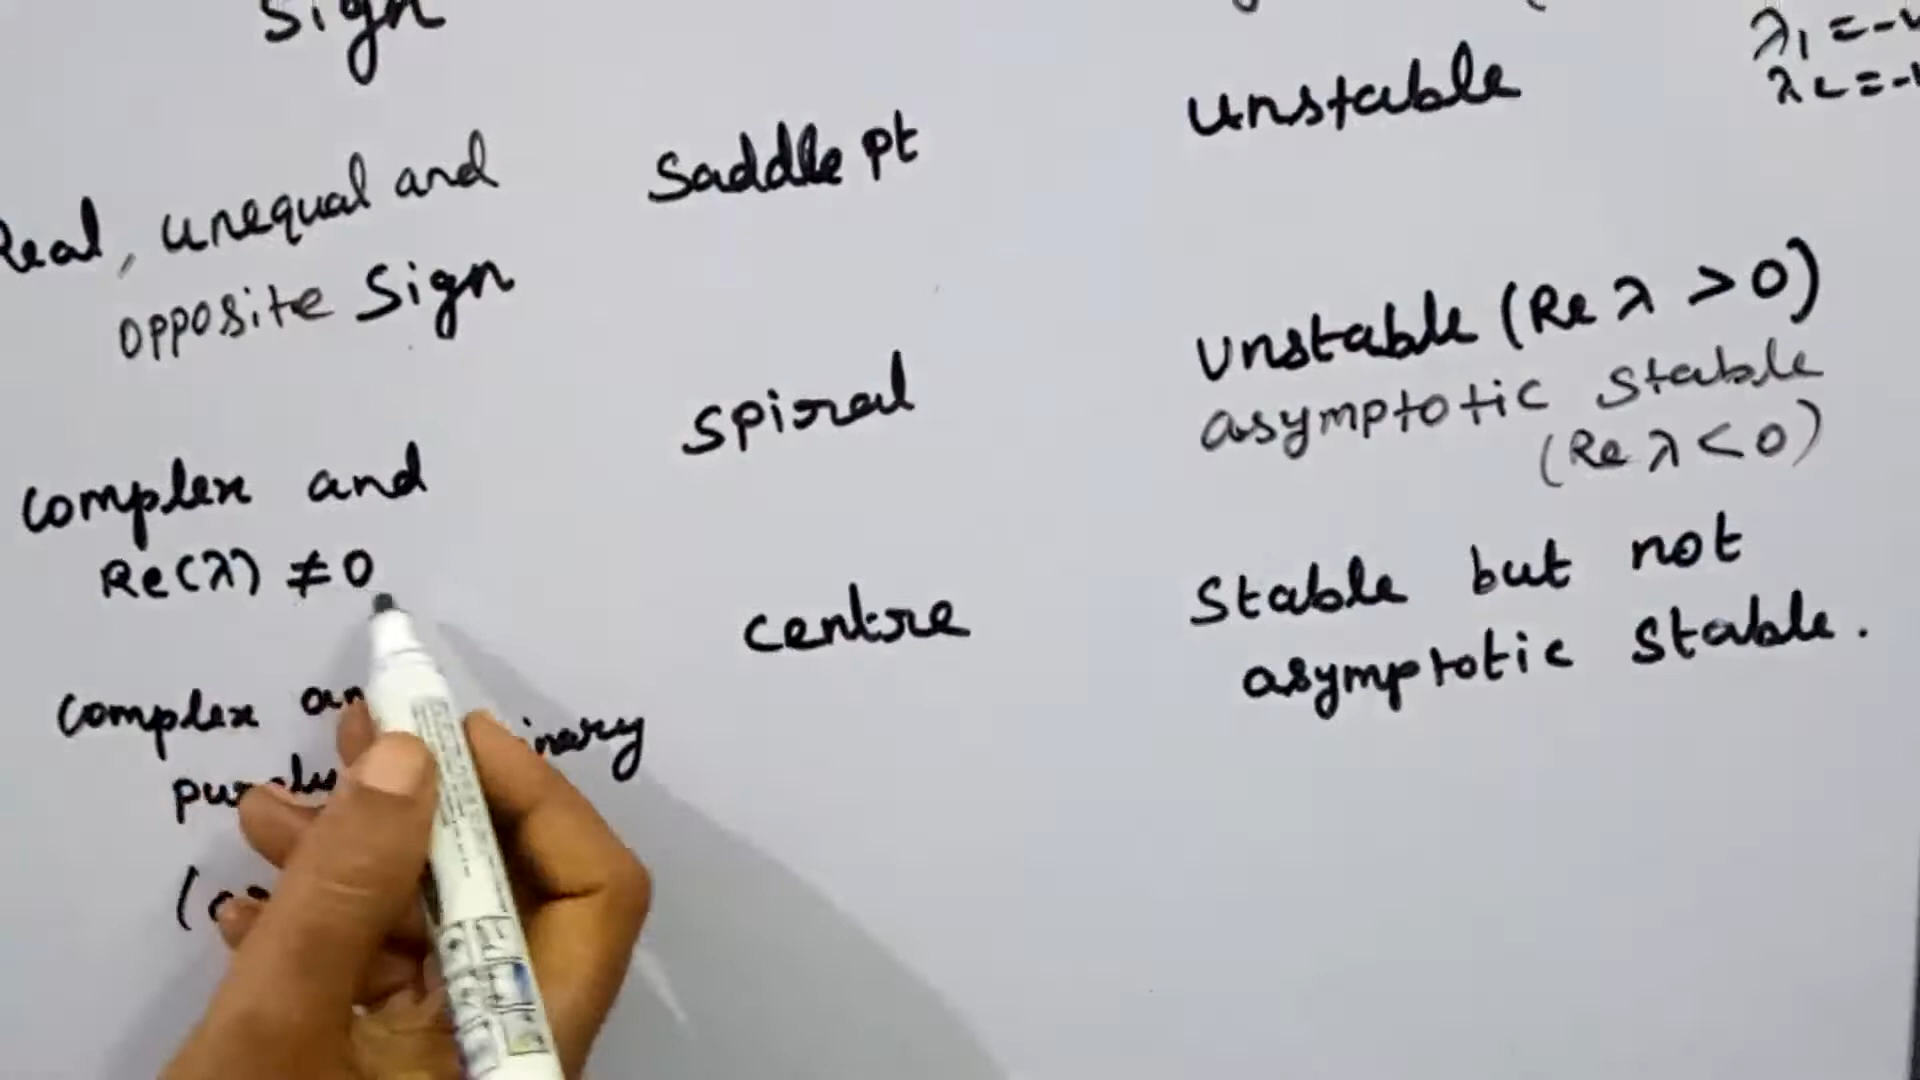 sign
unstable
λ1 = -
λ2 = -
Real, unequal and
opposite sign
saddle pt
complex and
Re(λ) ≠ 0
spiral
unstable (Re λ > 0)
asymptotic stable
(Re λ < 0)
complex
centre
stable but not
asymptotic stable.